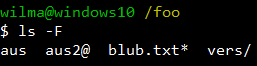 wilma@windows10 /foo
$ ls -F
aus  aus2@  blub.txt*  vers/